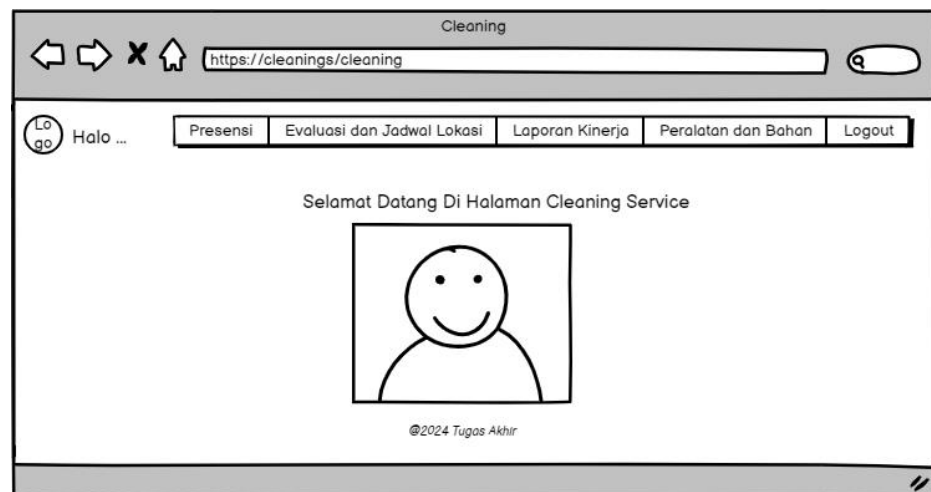 Cleaning
https://cleanings/cleaning
Lo
go
Halo ...
Presensi Evaluasi dan Jadwal Lokasi Laporan Kinerja Peralatan dan Bahan Logout
Selamat Datang Di Halaman Cleaning Service
@2024 Tugas Akhir